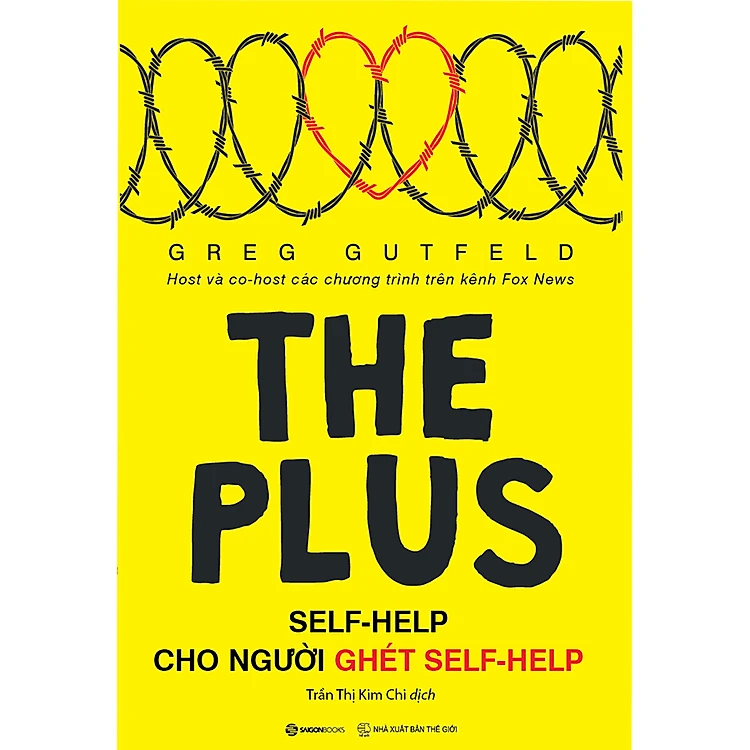 GREG GUTFELD
Host và co-host các chương trình trên kênh Fox News
THE
PLUS
SELF-HELP
CHO NGƯỜI GHÉT SELF-HELP
Trần Thị Kim Chi dịch
SAIGONBOOKS NHÀ XUẤT BẢN THẾ GIỚI